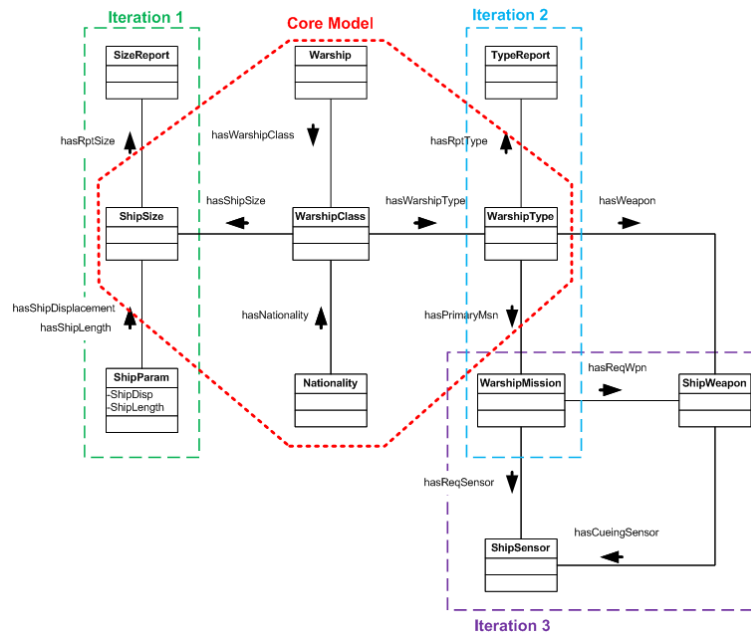 Iteration 1
Core Model
Iteration 2
SizeReport
Warship
TypeReport
hasRptSize
hasWarshipClass
hasRptType
hasShipSize
hasWarshipType
hasWeapon
ShipSize
WarshipClass
WarshipType
hasShipDisplacement
hasShipLength
hasNationality
hasPrimaryMsn
ShipParam
-ShipDisp
-ShipLength
Nationality
WarshipMission
hasReqWpn
ShipWeapon
hasReqSensor
ShipSensor
hasCueingSensor
Iteration 3